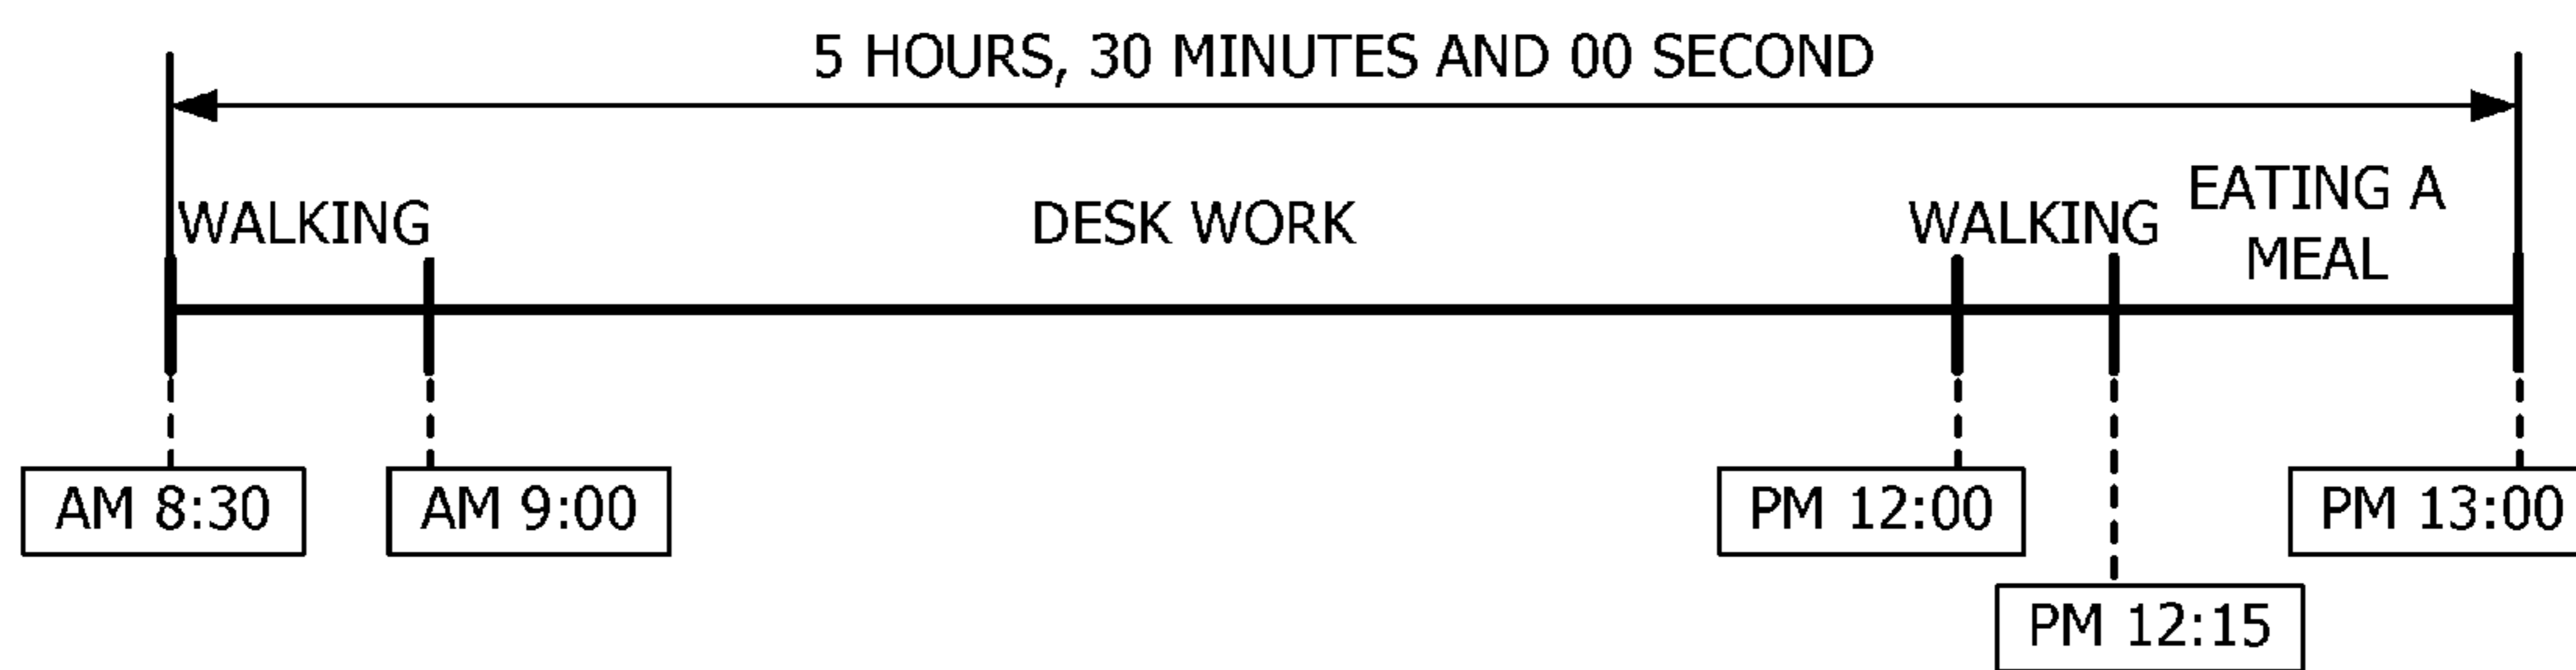 5 HOURS, 30 MINUTES AND 00 SECOND
WALKING
DESK WORK
WALKING
EATING A
MEAL
AM 8:30
AM 9:00
PM 12:00
PM 13:00
PM 12:15